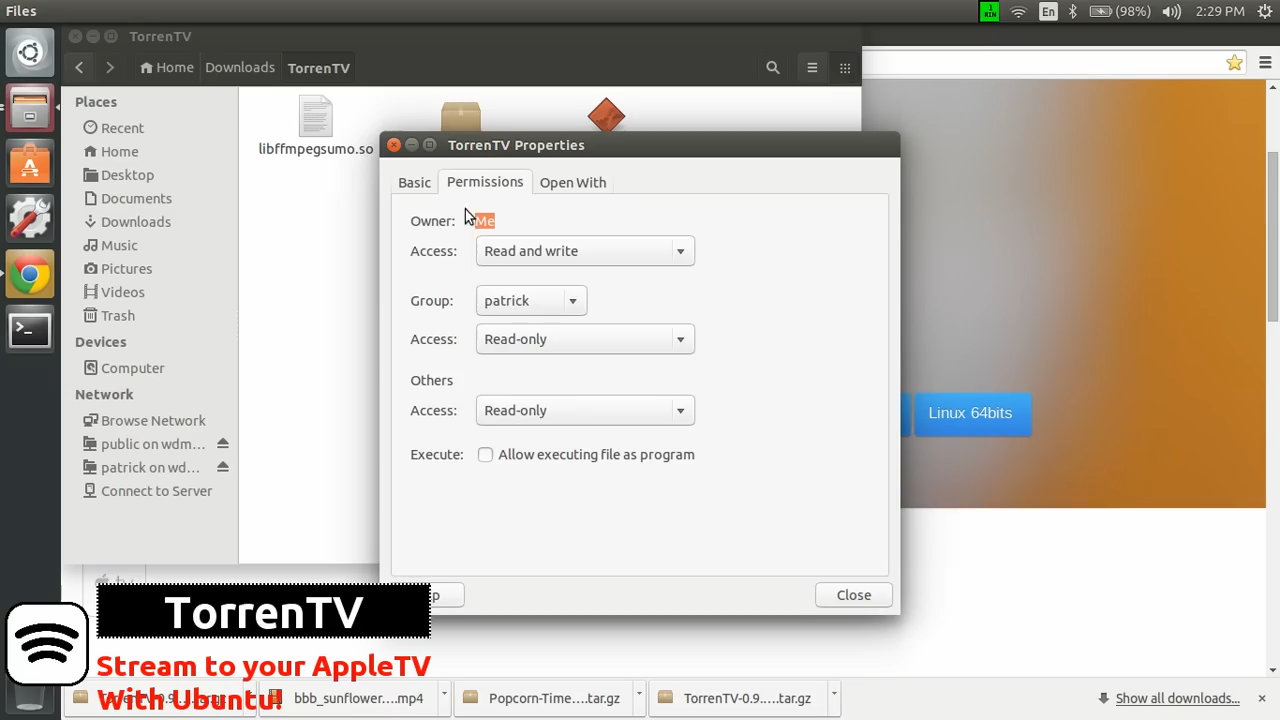 Files
En
(98%)
2:29 PM
TorrenTV
Home
Downloads
TorrenTV
Places
Recent
Home
Desktop
Documents
Downloads
Music
Pictures
Videos
Trash
Devices
Computer
Network
Browse Network
public on wdm...
patrick on wd...
Connect to Server
libffmpegsumo.so
TorrenTV Properties
Basic
Permissions
Open With
Owner: Me
Access: Read and write
Group: patrick
Access: Read-only
Others
Access: Read-only
Execute: Allow executing file as program
Close
Linux 64bits
TorrenTV
Stream to your AppleTV
With Ubuntu!
bbb_sunflower....mp4
Popcorn-Time....tar.gz
TorrenTV-0.9.....tar.gz
Show all downloads...